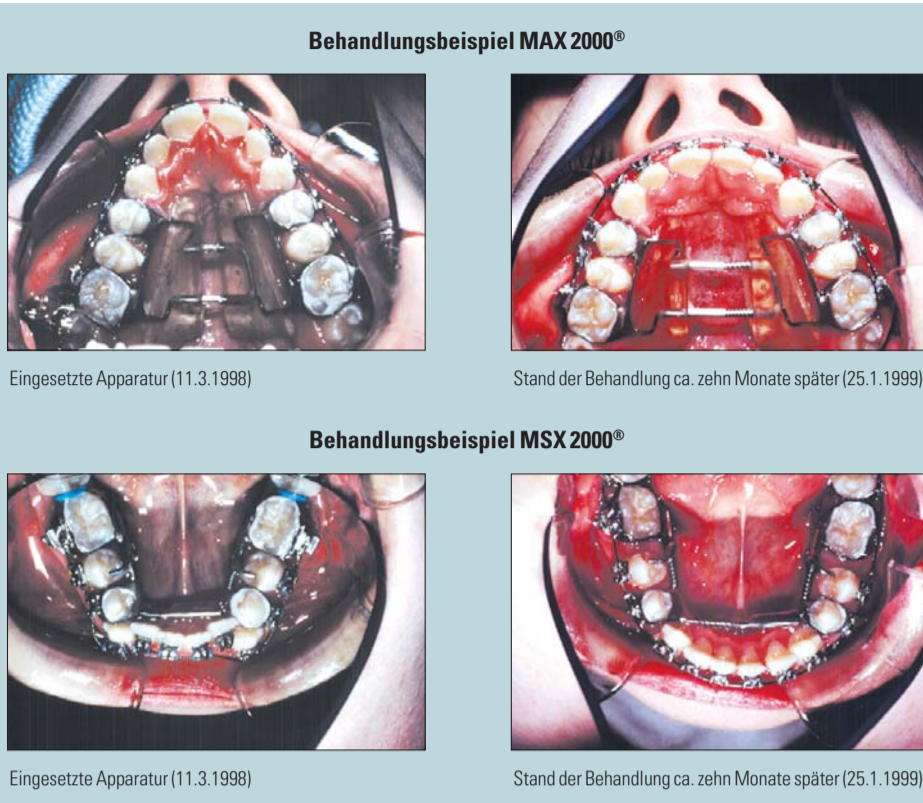 Behandlungsbeispiel MAX 2000®
Eingesetzte Apparatur (11.3.1998)
Stand der Behandlung ca. zehn Monate später (25.1.1999)
Behandlungsbeispiel MSX 2000®
Eingesetzte Apparatur (11.3.1998)
Stand der Behandlung ca. zehn Monate später (25.1.1999)